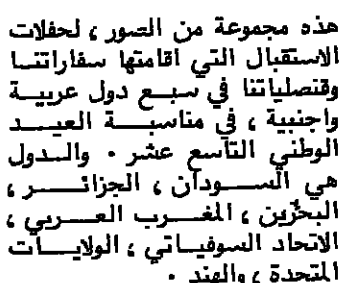 هذه مجموعة من الصور ، لحفلات
الاستقبال التي اقامتها سفاراتنا
وقنصلياتنا في سبع دول عربية
واجنبية ، في مناسبة العيد
الوطني التاسع عشر . والدول
هي السودان ، الجزائر ،
البحرين ، المغرب العربي ،
الاتحاد السوفياتي ، الولايات
المتحدة ، والهند .